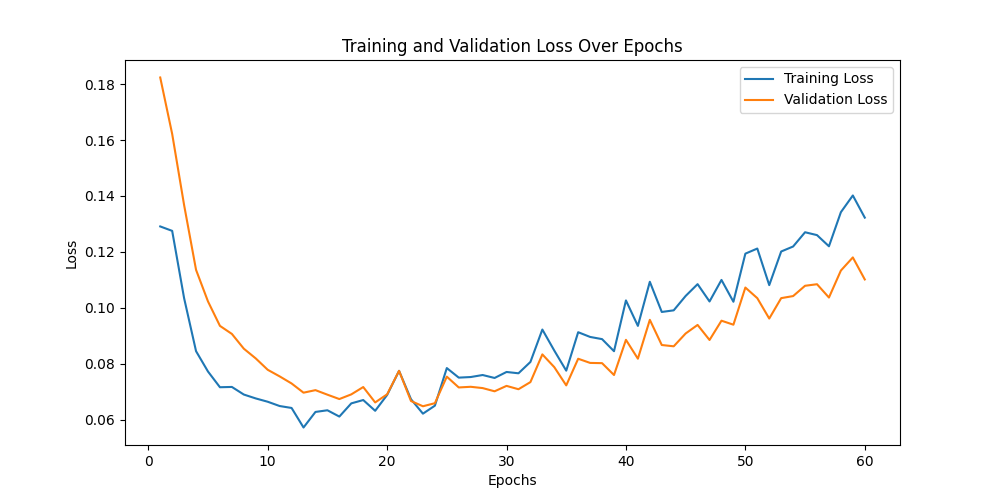 Training and Validation Loss Over Epochs
Training Loss
Validation Loss
0.18
0.16
0.14
0.12
0.10
0.08
0.06
Loss
0 10 20 30 40 50 60
Epochs